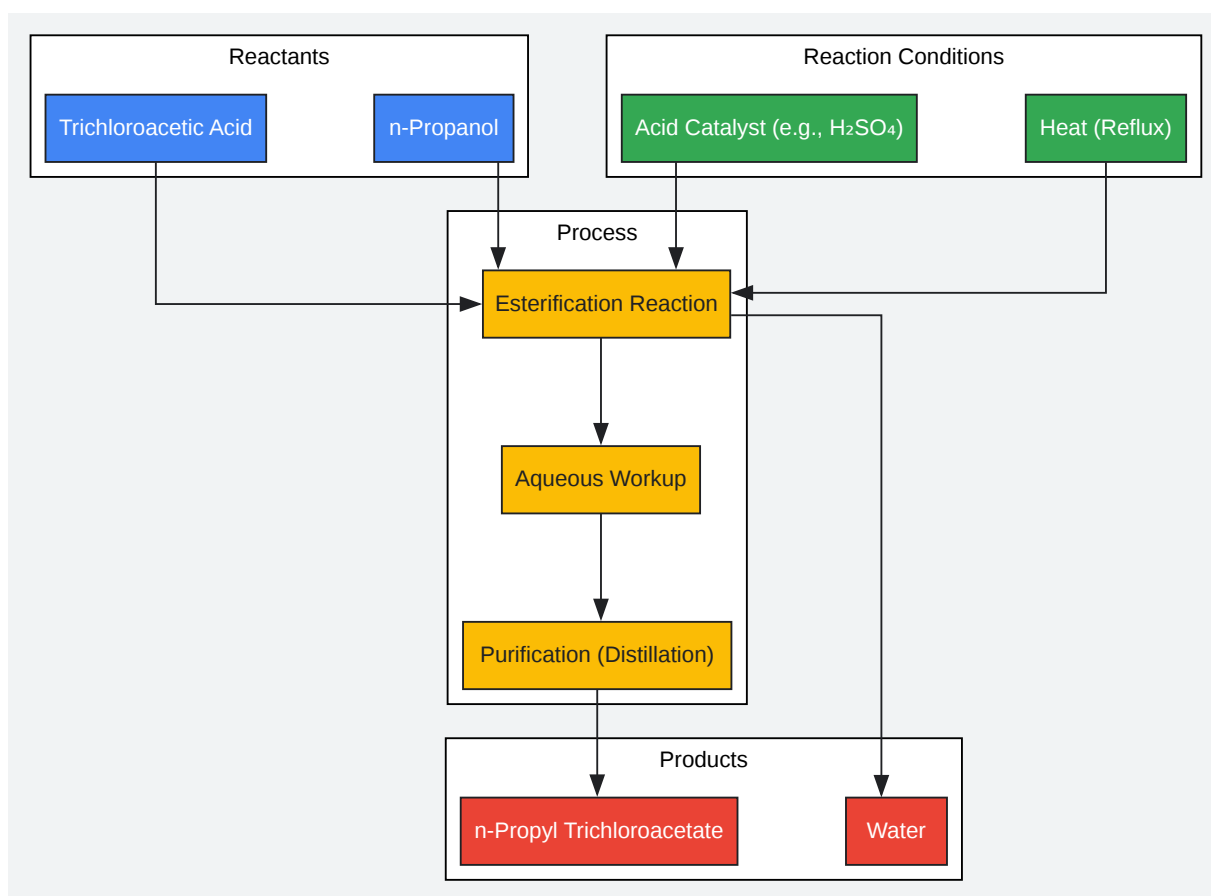 Reactants
Reaction Conditions
Trichloroacetic Acid
n-Propanol
Acid Catalyst (e.g., H₂SO₄)
Heat (Reflux)
Process
Esterification Reaction
Aqueous Workup
Purification (Distillation)
Products
n-Propyl Trichloroacetate
Water